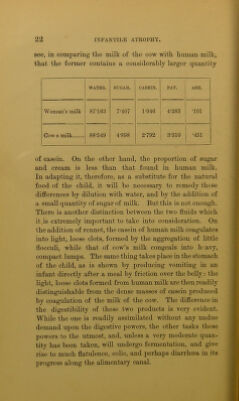 22 INFANTILE ATROPHY.
see, in comparing the milk of the cow with human milk,
that the former contains a considerably larger quantity
WATER. SUGAR. CASEIN. FAT. ASH.
Woman's milk 87·163 7·407 1·046 4·283 ·101
Cow's milk 88·549 4·898 2·792 3·310 ·451
of casein. On the other hand, the proportion of sugar
and cream is less than that found in human milk.
In adapting it, therefore, as a substitute for the natural
food of the child, it will be necessary to remedy these
differences by dilution with water, and by the addition of
a small quantity of sugar of milk. But this is not enough.
There is another distinction between the two fluids which
it is extremely important to take into consideration. On
the addition of rennet, the casein of human milk coagulates
into light, loose clots, formed by the aggregation of little
flocculi, while that of cow's milk congeals into heavy,
compact lumps. The same thing takes place in the stomach
of the child, as is shown by producing vomiting in an
infant directly after a meal by friction over the belly: the
light, loose clots formed from human milk are then readily
distinguishable from the dense masses of casein produced
by coagulation of the milk of the cow. The difference in
the digestibility of these two products is very evident.
While the one is readily assimilated without any undue
demand upon the digestive powers, the other tasks those
powers to the utmost, and, unless a very moderate quan-
tity has been taken, will undergo fermentation, and give
rise to much flatulence, colic, and perhaps diarrhœa in its
progress along the alimentary canal.